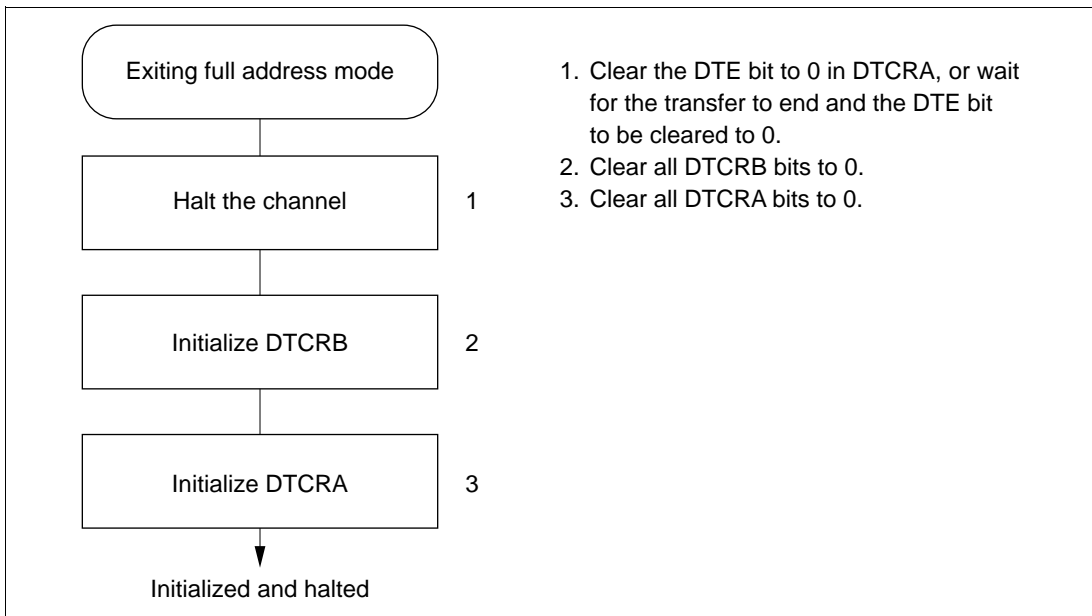 Exiting full address mode
Halt the channel
1
Initialize DTCRB
2
Initialize DTCRA
3
Initialized and halted
1. Clear the DTE bit to 0 in DTCRA, or wait
for the transfer to end and the DTE bit
to be cleared to 0.
2. Clear all DTCRB bits to 0.
3. Clear all DTCRA bits to 0.